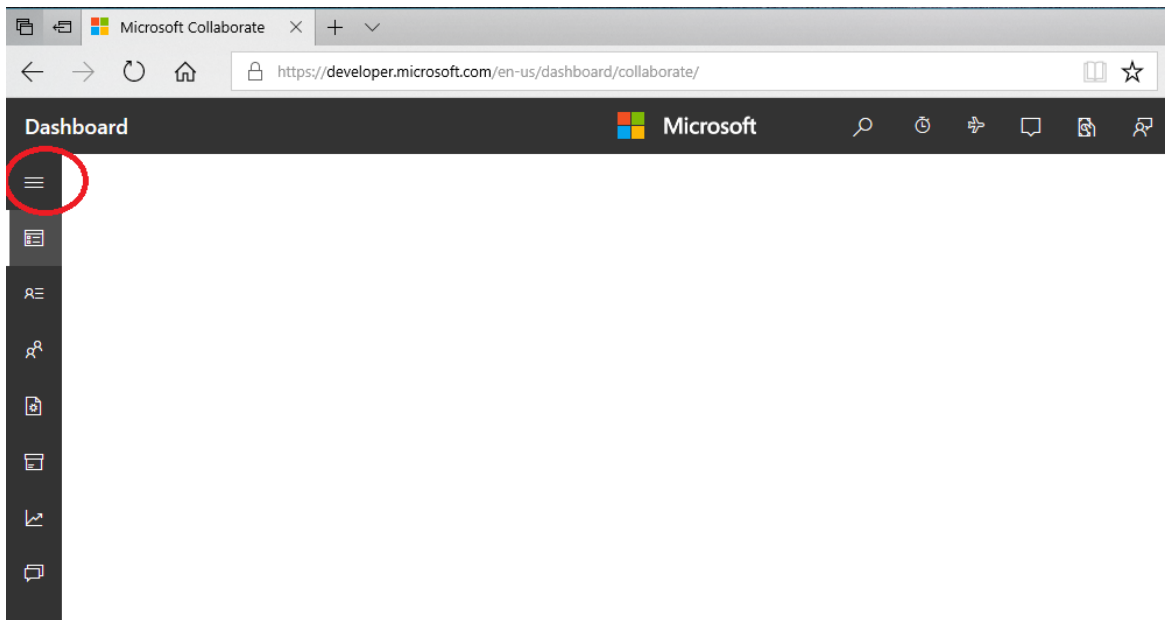 Microsoft Collaborate
https://developer.microsoft.com/en-us/dashboard/collaborate/
Dashboard
Microsoft